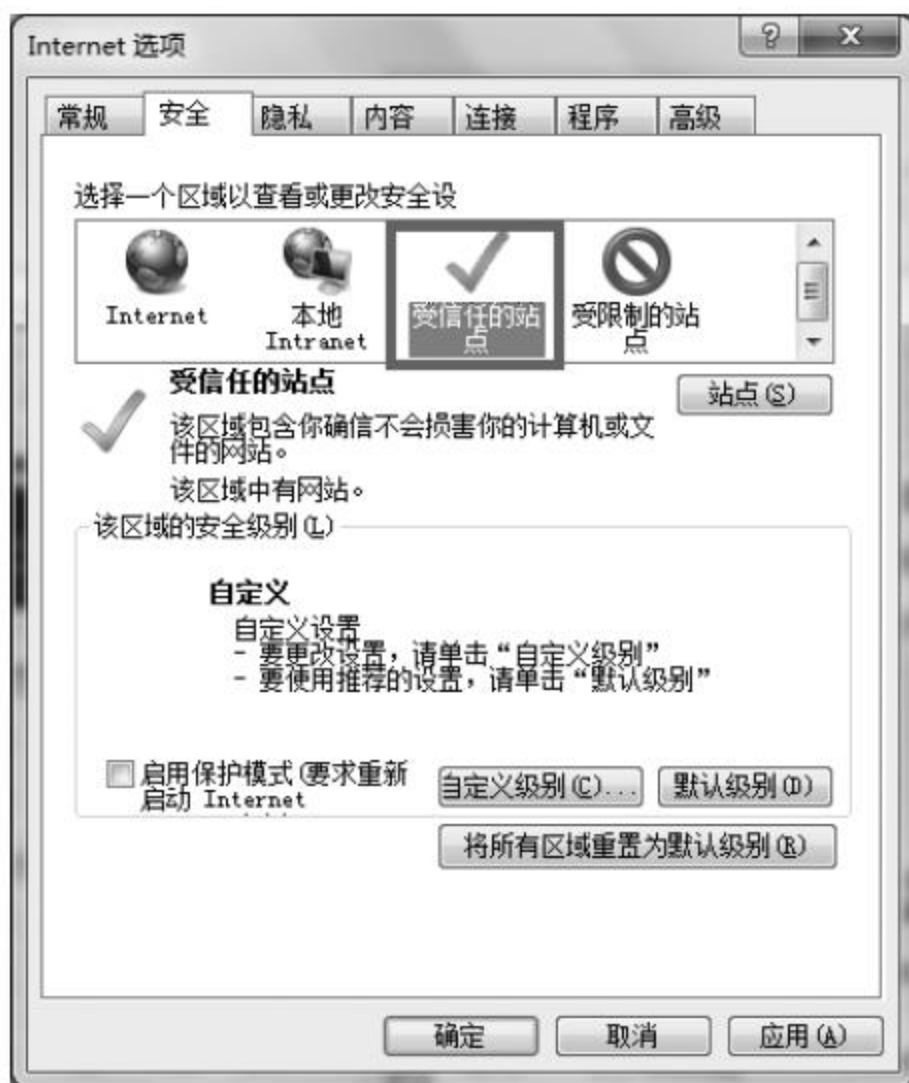 Internet 选项
常规 安全 隐私 内容 连接 程序 高级
选择一个区域以查看或更改安全设
Internet
本地
Intranet
受信任的站
点
受限制的站
点
受信任的站点
站点(S)
该区域包含你确信不会损害你的计算机或文
件的网站。
该区域中有网站。
该区域的安全级别(L)
自定义
自定义设置
- 要更改设置，请单击“自定义级别”
- 要使用推荐的设置，请单击“默认级别”
启用保护模式(要求重新
启动 Internet
自定义级别(C)... 默认级别(D)
将所有区域重置为默认级别(R)
确定 取消 应用(A)